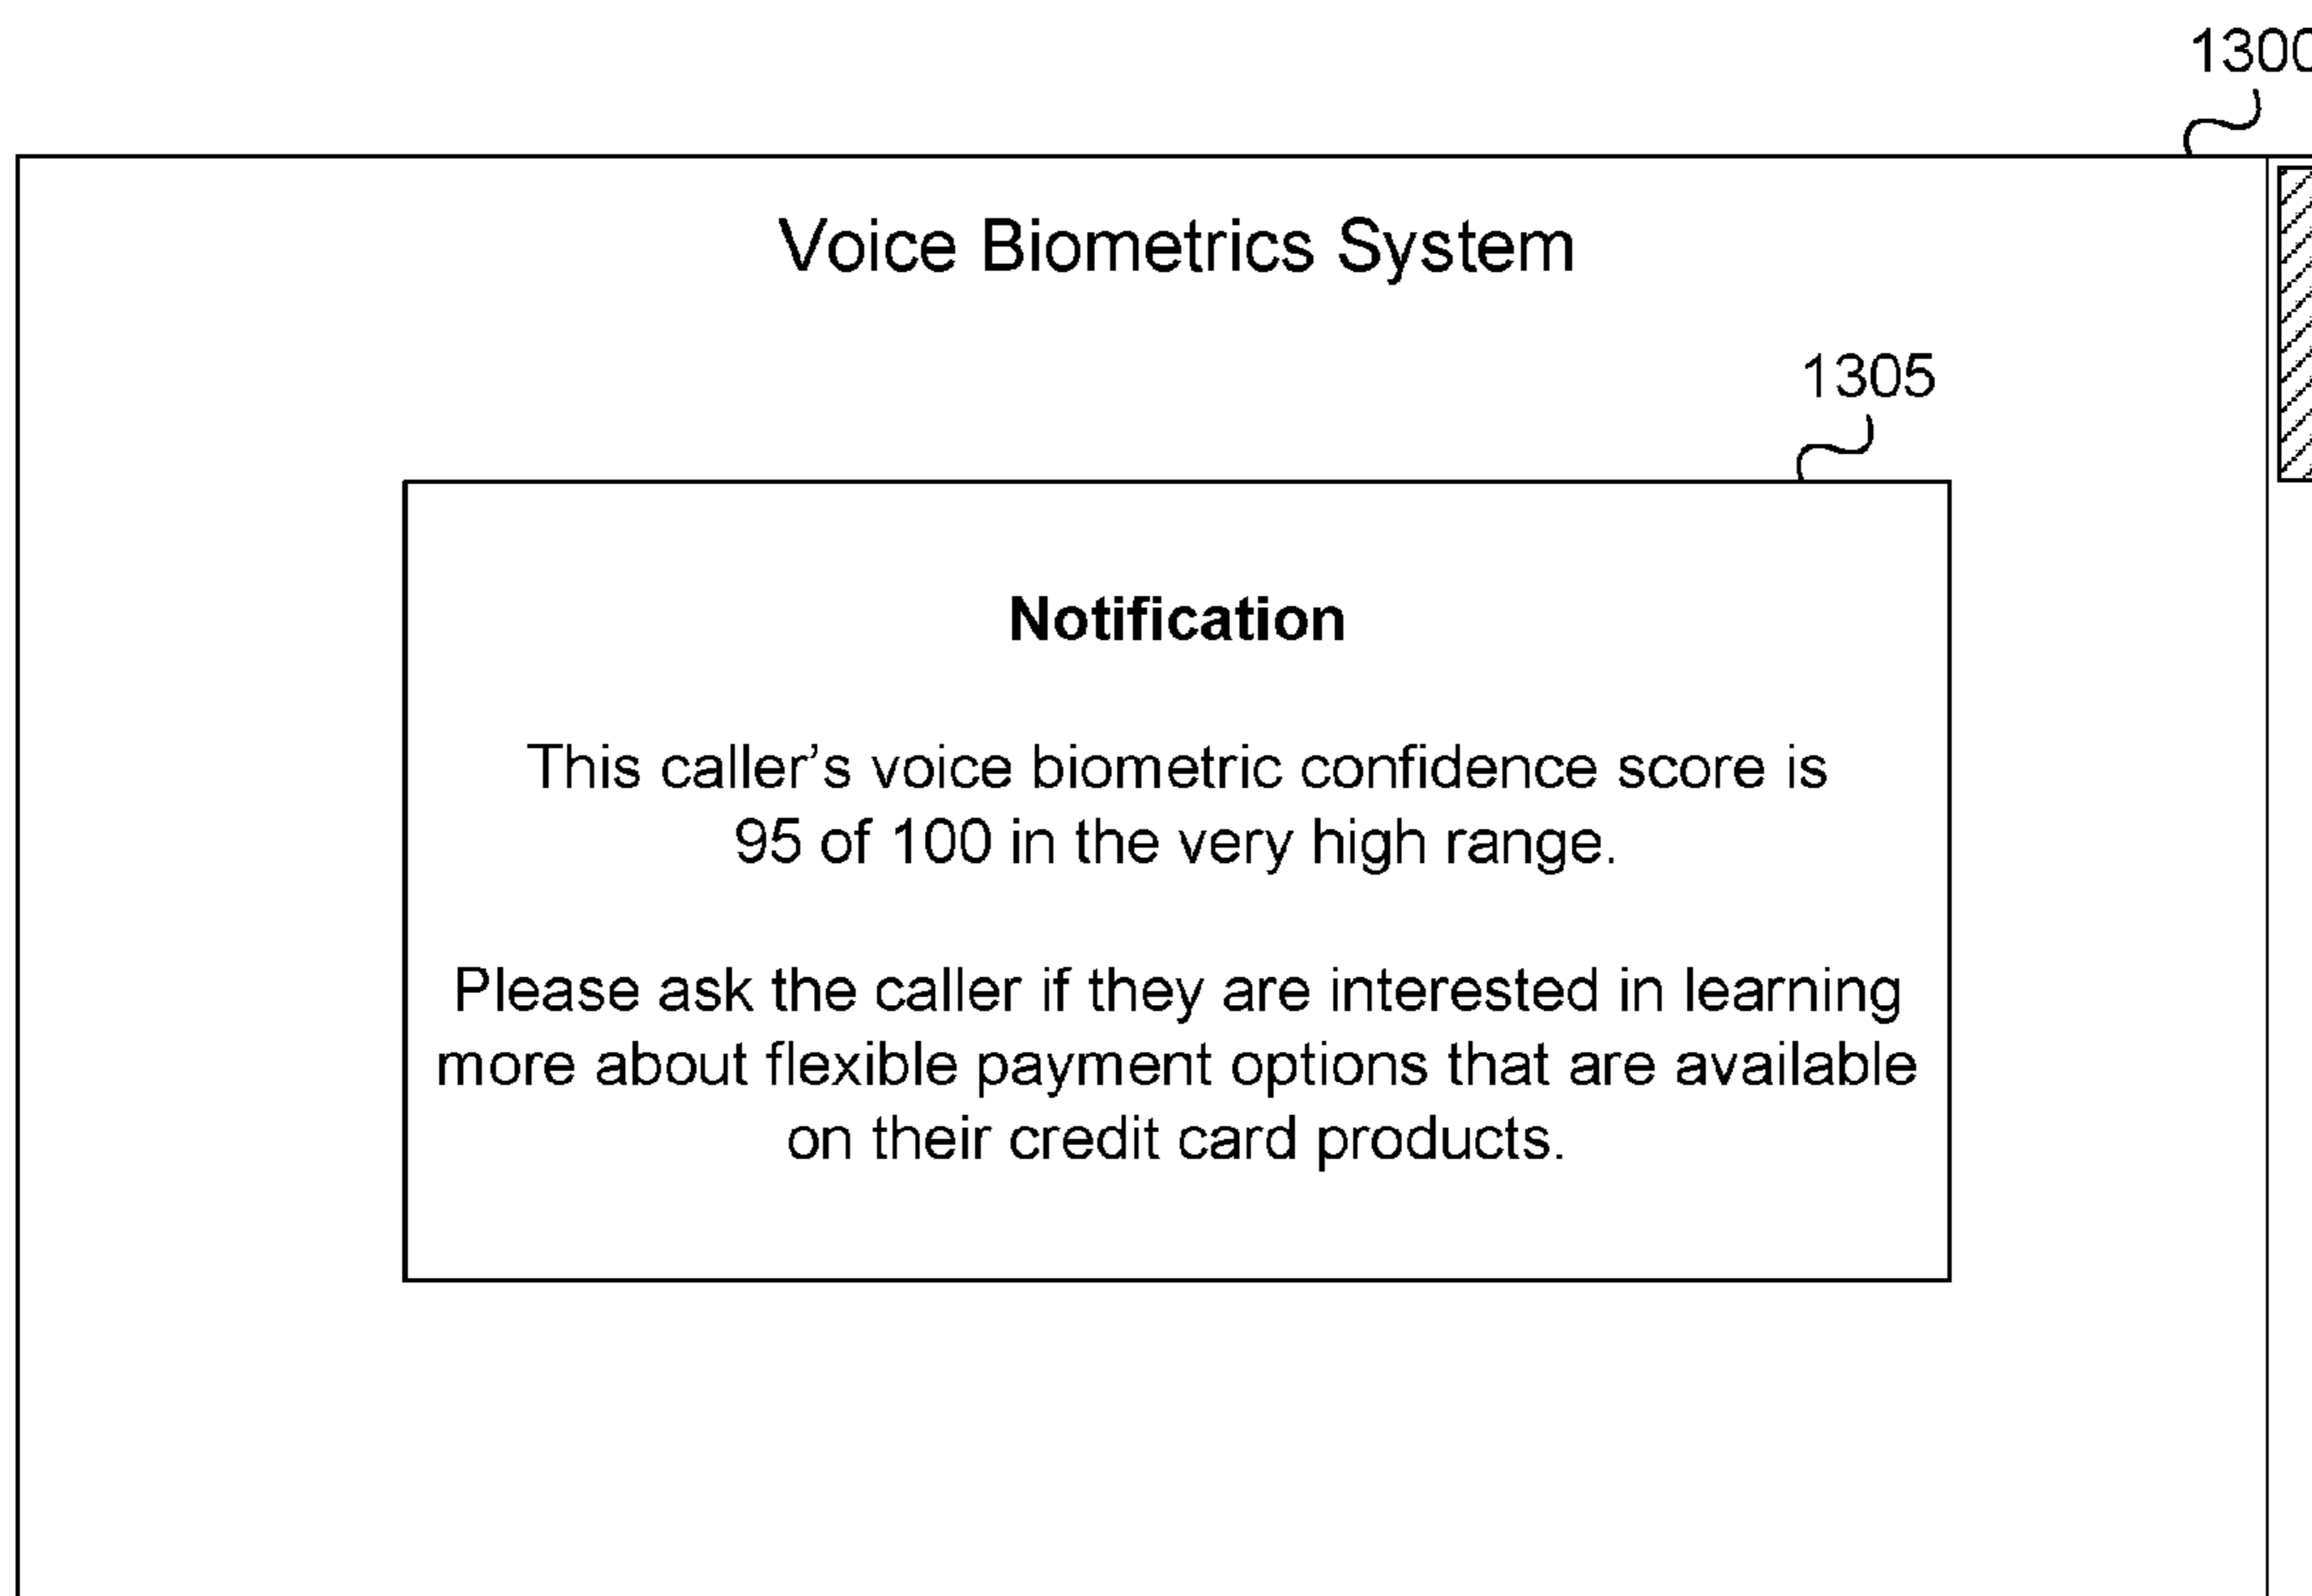 1300
Voice Biometrics System
1305
Notification
This caller's voice biometric confidence score is
95 of 100 in the very high range.
Please ask the caller if they are interested in learning
more about flexible payment options that are available
on their credit card products.